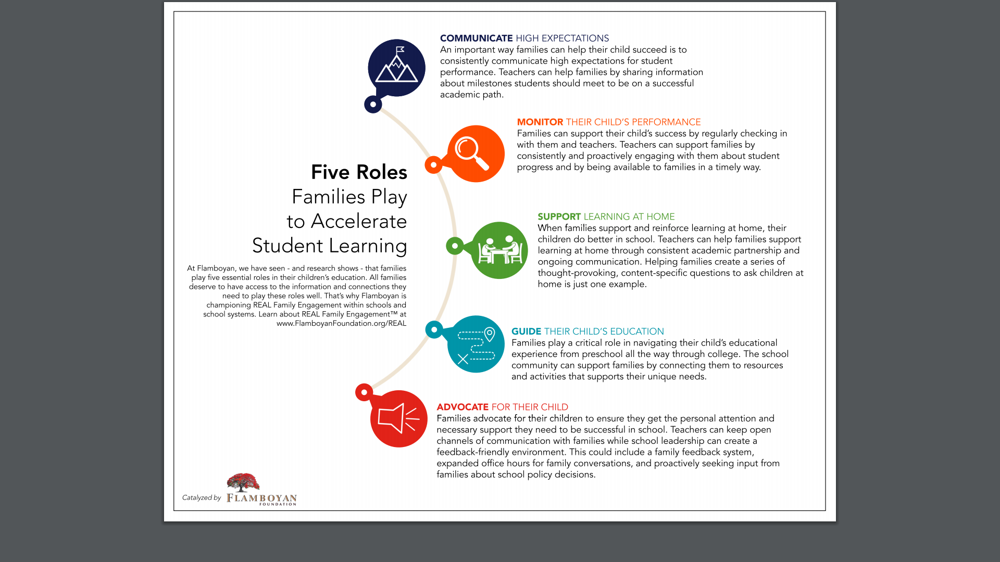 COMMUNICATE HIGH EXPECTATIONS
An important way families can help their child succeed is to
consistently communicate high expectations for student
performance. Teachers can help families by sharing information
about milestones students should meet to be on a successful
academic path.
MONITOR THEIR CHILD'S PERFORMANCE
Families can support their child's success by regularly checking in
with them and teachers. Teachers can support families by
consistently and proactively engaging with them about student
progress and by being available to families in a timely way.
Five Roles
Families Play
to Accelerate
Student Learning
At Flamboyan, we have seen - and research shows - that families
play five essential roles in their children's education. All families
deserve to have access to the information and connections they
need to play these roles well. That's why Flamboyan is
championing REAL Family Engagement within schools and
school systems. Learn about REAL Family Engagement™ at
www.FlamboyanFoundation.org/REAL
SUPPORT LEARNING AT HOME
When families support and reinforce learning at home, their
children do better in school. Teachers can help families support
learning at home through consistent academic partnership and
ongoing communication. Helping families create a series of
thought-provoking, content-specific questions to ask children at
home is just one example.
GUIDE THEIR CHILD'S EDUCATION
Families play a critical role in navigating their child's educational
experience from preschool all the way through college. The school
community can support families by connecting them to resources
and activities that supports their unique needs.
ADVOCATE FOR THEIR CHILD
Families advocate for their children to ensure they get the personal attention and
necessary support they need to be successful in school. Teachers can keep open
channels of communication with families while school leadership can create a
feedback-friendly environment. This could include a family feedback system,
expanded office hours for family conversations, and proactively seeking input from
families about school policy decisions.
Catalyzed by FLAMBOYAN
FOUNDATION